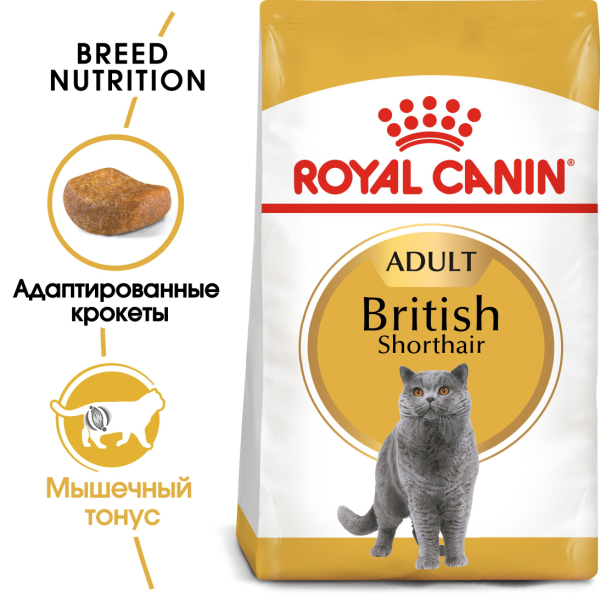 BREED
NUTRITION
Адаптированные
крокеты
Мышечный
тонус
ROYAL CANIN®
ADULT
British
Shorthair